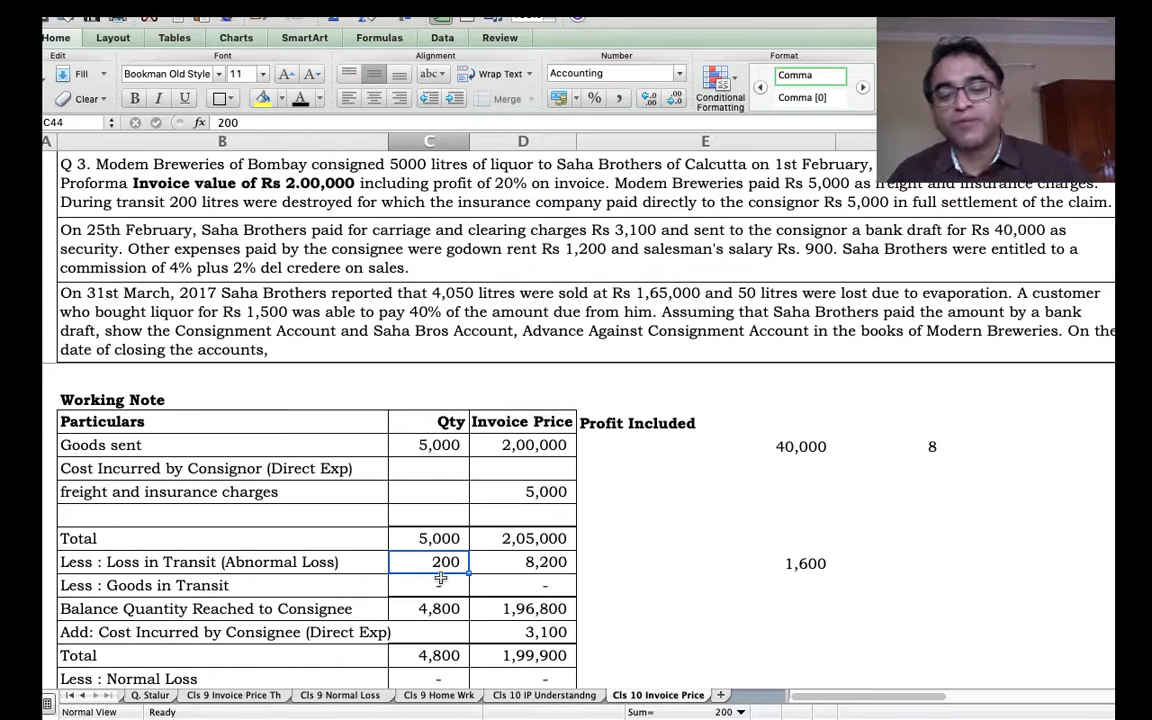 Home Layout Tables Charts SmartArt Formulas Data Review
Edit Font Alignment Number Format
Fill Bookman Old Style 11 A A abc Wrap Text Accounting Conditional Formatting Comma
Clear B I U A Merge % , .0 .00 .00 .0 Comma [0]
C44 fx 200
A B C D E
Q 3. Modem Breweries of Bombay consigned 5000 litres of liquor to Saha Brothers of Calcutta on 1st February,
Proforma Invoice value of Rs 2.00,000 including profit of 20% on invoice. Modem Breweries paid Rs 5,000 as freight and insurance charges.
During transit 200 litres were destroyed for which the insurance company paid directly to the consignor Rs 5,000 in full settlement of the claim.
On 25th February, Saha Brothers paid for carriage and clearing charges Rs 3,100 and sent to the consignor a bank draft for Rs 40,000 as
security. Other expenses paid by the consignee were godown rent Rs 1,200 and salesman's salary Rs. 900. Saha Brothers were entitled to a
commission of 4% plus 2% del credere on sales.
On 31st March, 2017 Saha Brothers reported that 4,050 litres were sold at Rs 1,65,000 and 50 litres were lost due to evaporation. A customer
who bought liquor for Rs 1,500 was able to pay 40% of the amount due from him. Assuming that Saha Brothers paid the amount by a bank
draft, show the Consignment Account and Saha Bros Account, Advance Against Consignment Account in the books of Modern Breweries. On the
date of closing the accounts,
Working Note
Particulars Qty Invoice Price Profit Included
Goods sent 5,000 2,00,000 40,000 8
Cost Incurred by Consignor (Direct Exp)
freight and insurance charges 5,000
Total 5,000 2,05,000
Less : Loss in Transit (Abnormal Loss) 200 8,200 1,600
Less : Goods in Transit - -
Balance Quantity Reached to Consignee 4,800 1,96,800
Add: Cost Incurred by Consignee (Direct Exp) 3,100
Total 4,800 1,99,900
Less : Normal Loss - -
Q. Stalur Cls 9 Invoice Price Th Cls 9 Normal Loss Cls 9 Home Wrk Cls 10 IP Understandng Cls 10 Invoice Price +
Normal View Ready Sum= 200